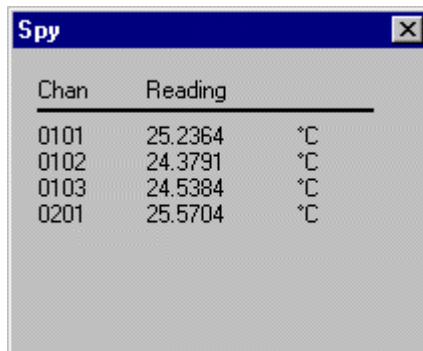 Spy
Chan Reading
0101 25.2364 °C
0102 24.3791 °C
0103 24.5384 °C
0201 25.5704 °C